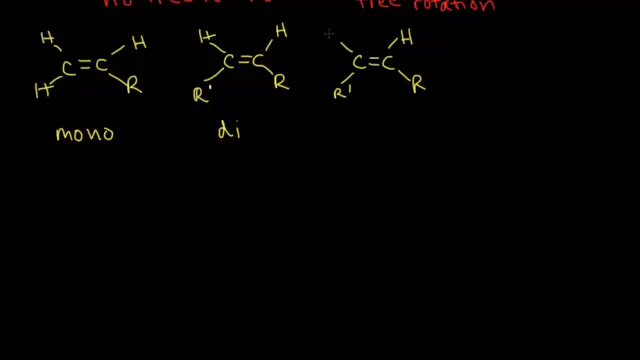 free rotation
H H H H H
C = C C = C C = C
H R R' R R' R
mono di